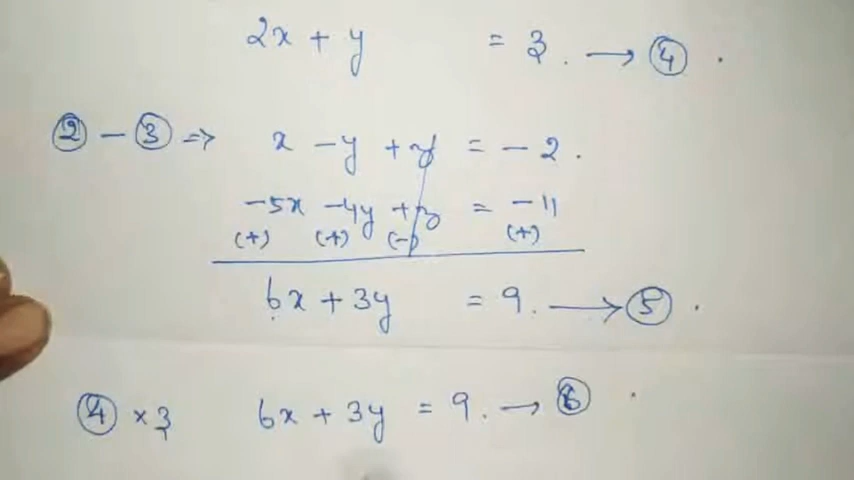 2x + y = 3. → ④.
② - ③ ⇒ x - y + z = - 2.
-5x -4y + z = -11
(+) (+) (-) (+)
6x + 3y = 9. → ⑤.
④ × 3 6x + 3y = 9. → ⑥.